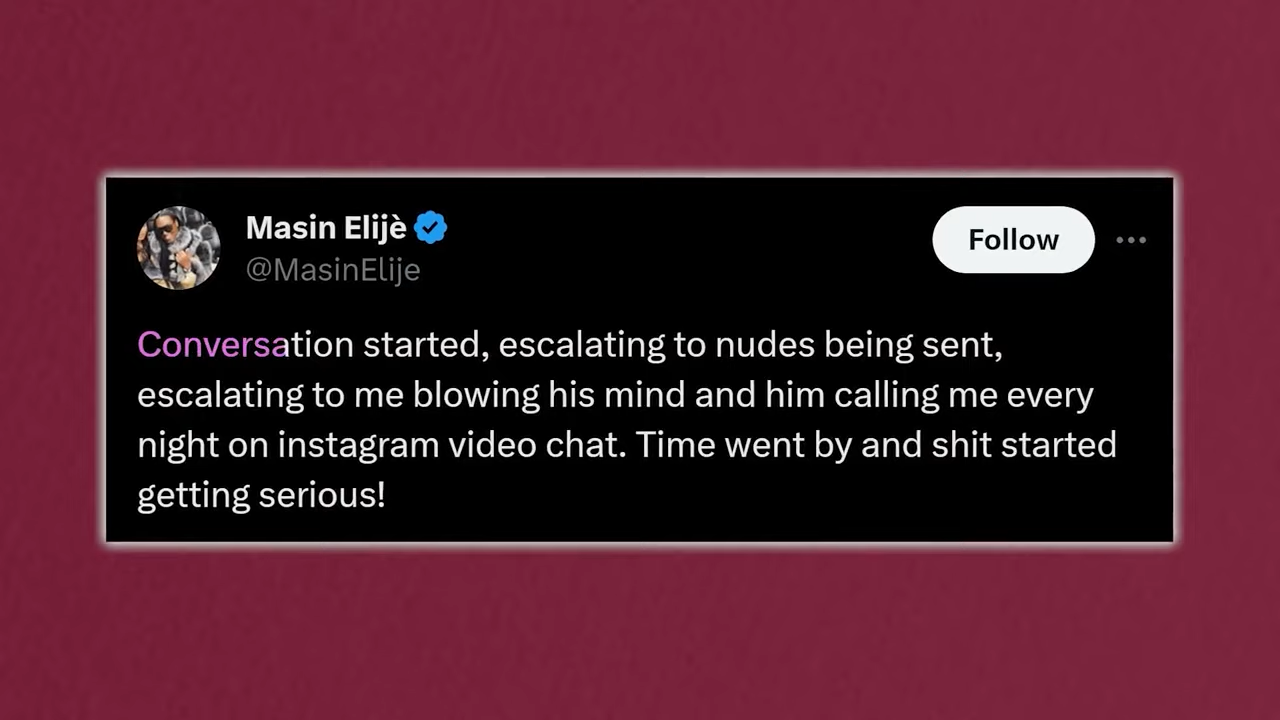 Masin Elijè
@MasinElije
Follow
Conversation started, escalating to nudes being sent,
escalating to me blowing his mind and him calling me every
night on instagram video chat. Time went by and shit started
getting serious!